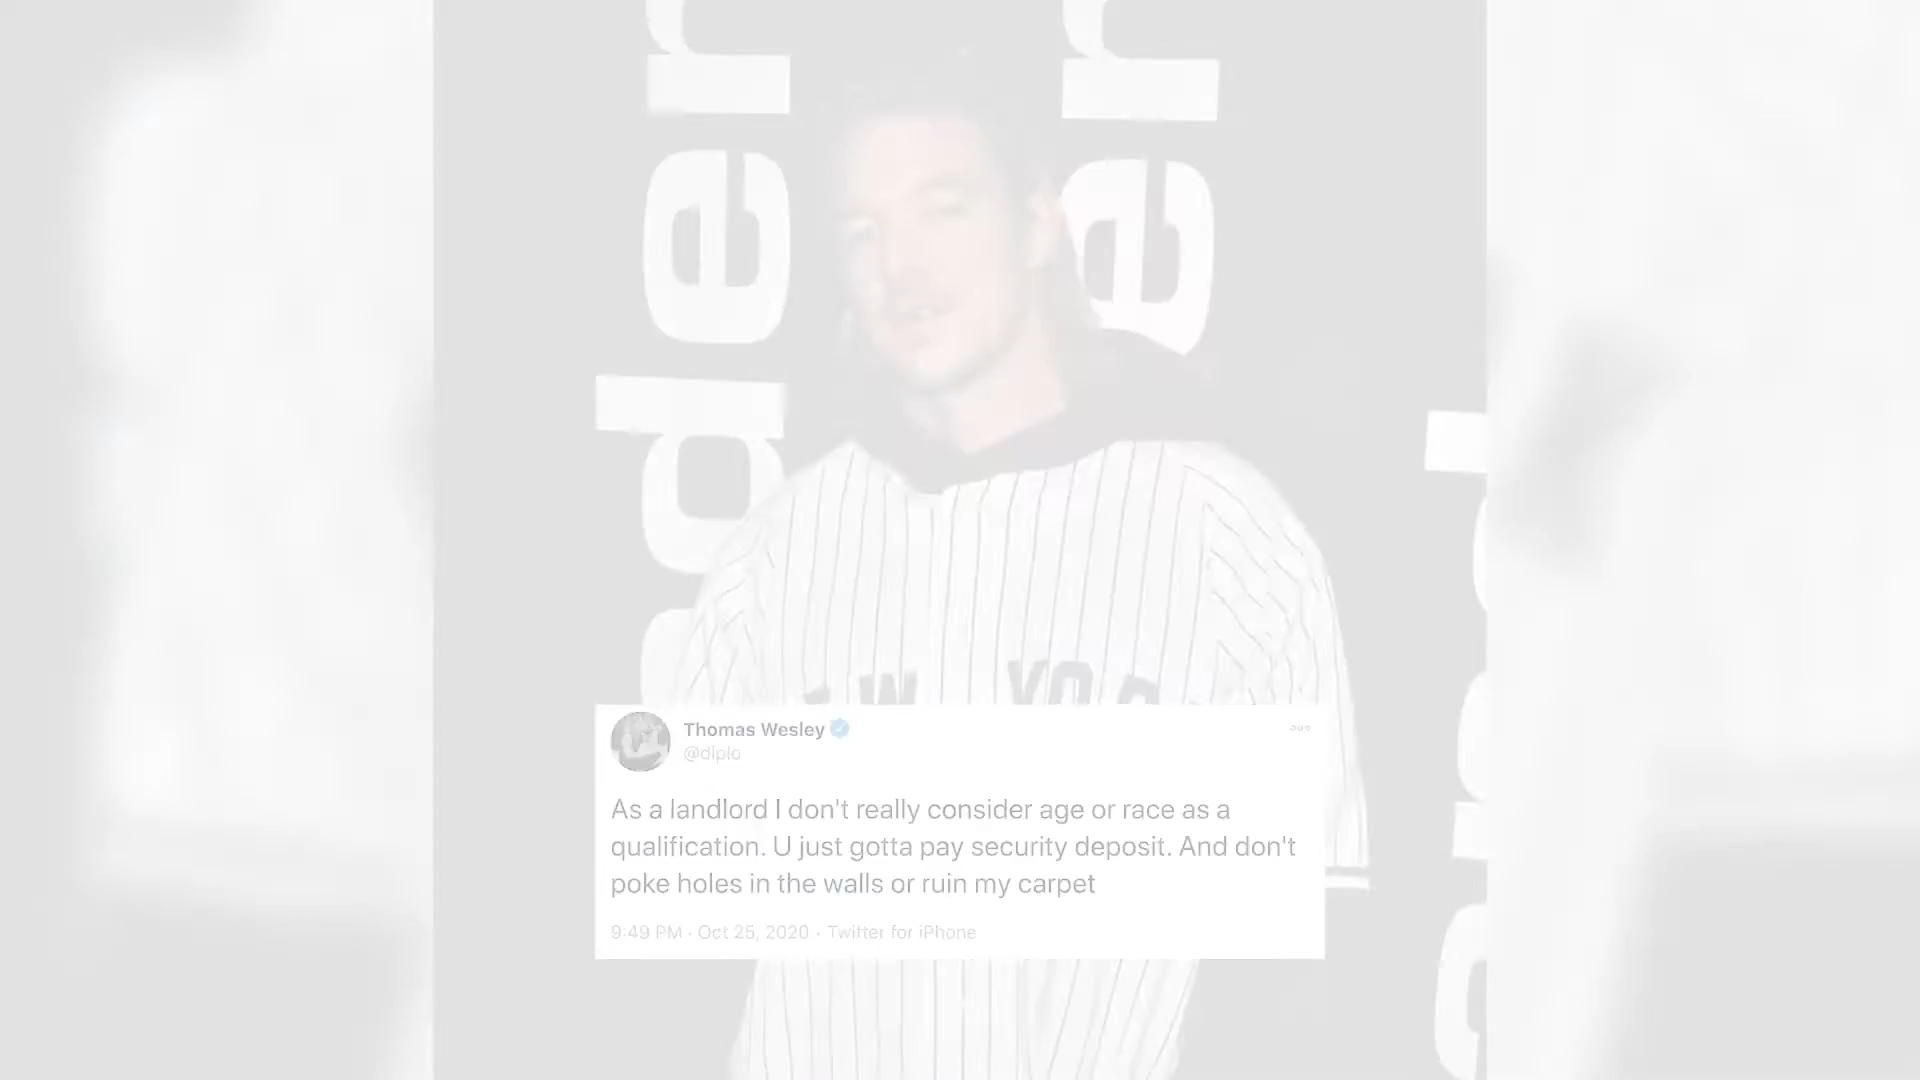 Thomas Wesley
@diplo
As a landlord I don't really consider age or race as a
qualification. U just gotta pay security deposit. And don't
poke holes in the walls or ruin my carpet
9:49 PM · Oct 25, 2020 · Twitter for iPhone